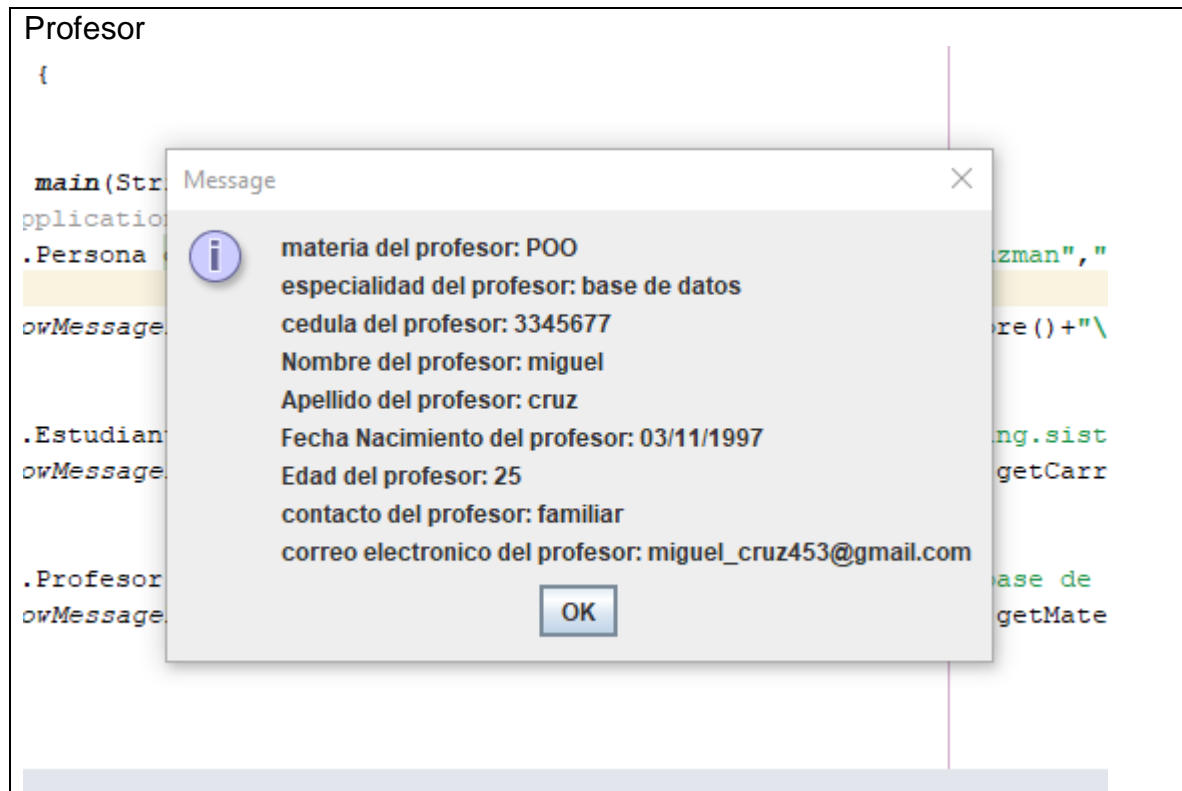 Profesor
{
main(Str
Message
pplicatio
.Persona
izman","
owMessage
re()+"\
.Estudian
ng.sist
owMessage.
getCarr
.Profesor
ase de
owMessage.
getMate
materia del profesor: POO
especialidad del profesor: base de datos
cedula del profesor: 3345677
Nombre del profesor: miguel
Apellido del profesor: cruz
Fecha Nacimiento del profesor: 03/11/1997
Edad del profesor: 25
contacto del profesor: familiar
correo electronico del profesor: miguel_cruz453@gmail.com
OK